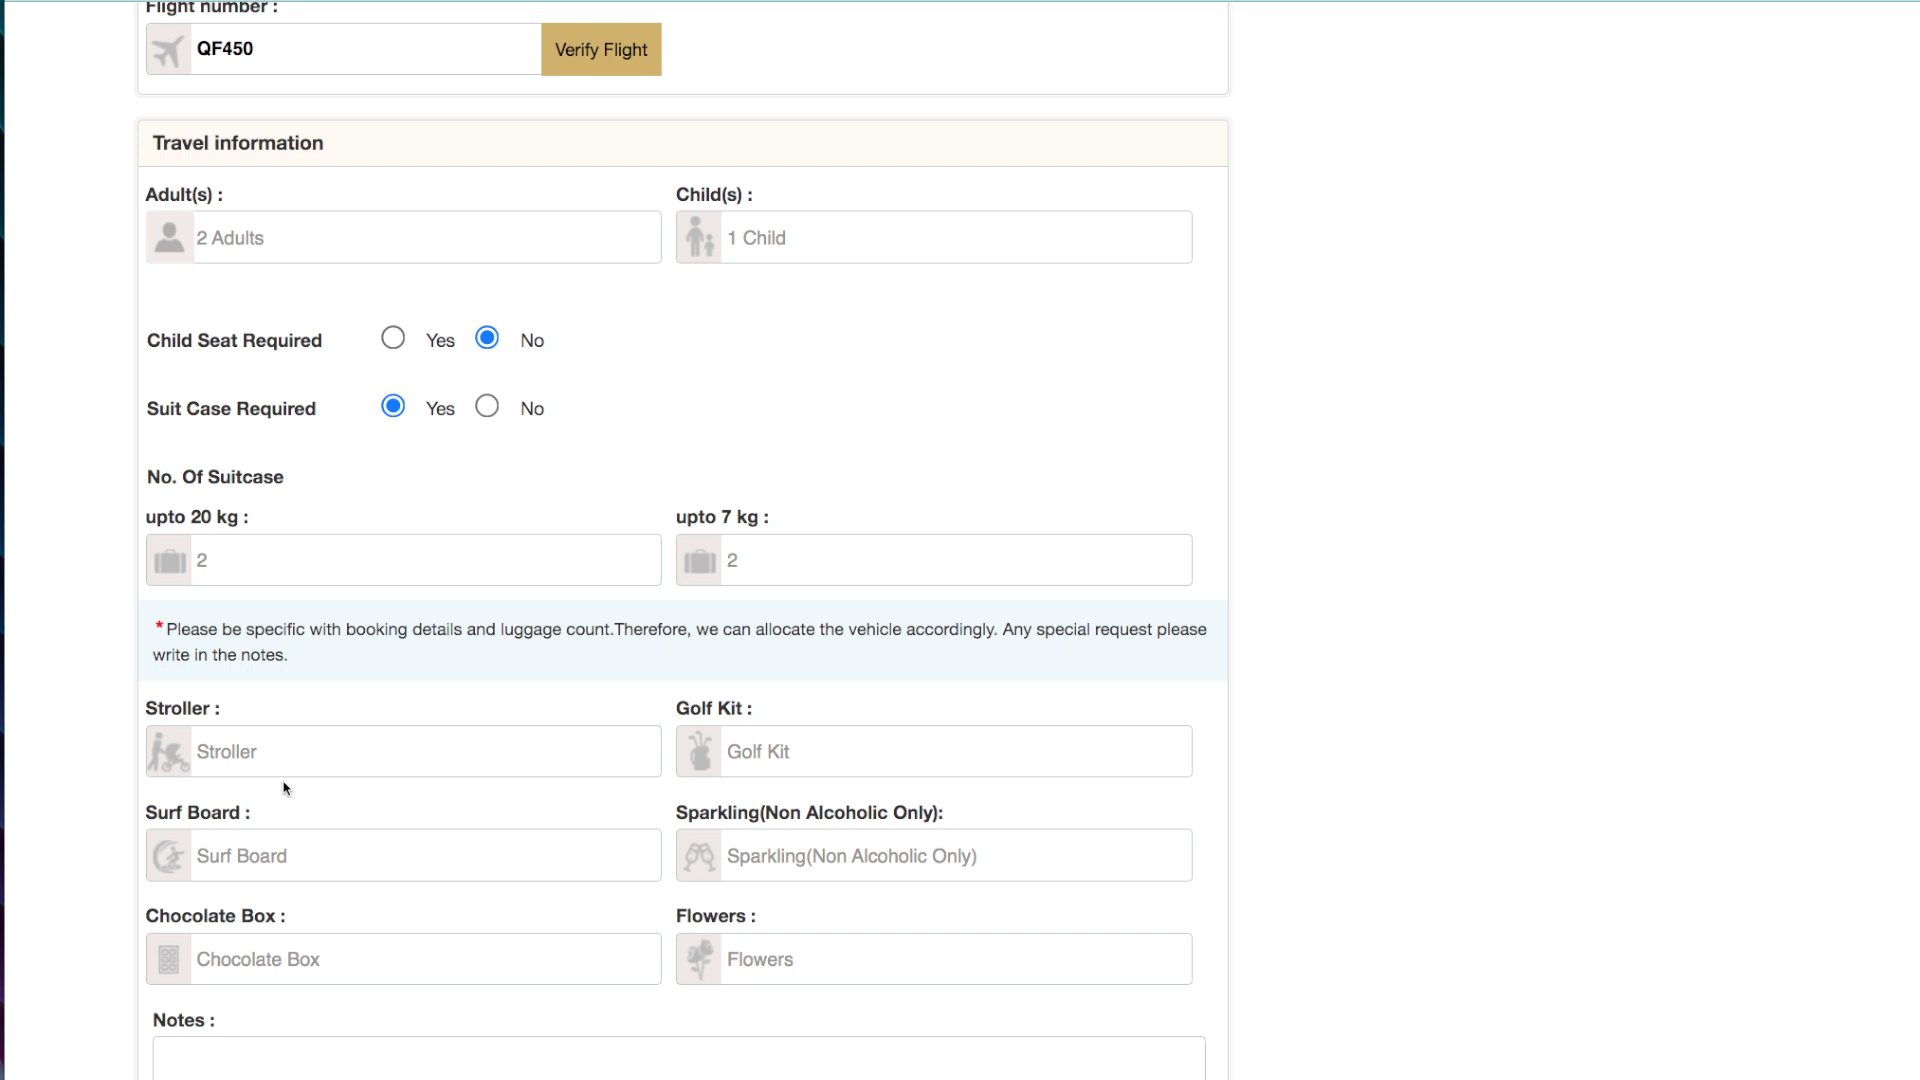 Flight number :
QF450
Verify Flight
Travel information
Adult(s) :
Child(s) :
2 Adults
1 Child
Child Seat Required
Yes
No
Suit Case Required
Yes
No
No. Of Suitcase
upto 20 kg :
upto 7 kg :
2
2
*Please be specific with booking details and luggage count.Therefore, we can allocate the vehicle accordingly. Any special request please
write in the notes.
Stroller :
Golf Kit :
Stroller
Golf Kit
Surf Board :
Sparkling(Non Alcoholic Only):
Surf Board
Sparkling(Non Alcoholic Only)
Chocolate Box :
Flowers :
Chocolate Box
Flowers
Notes :